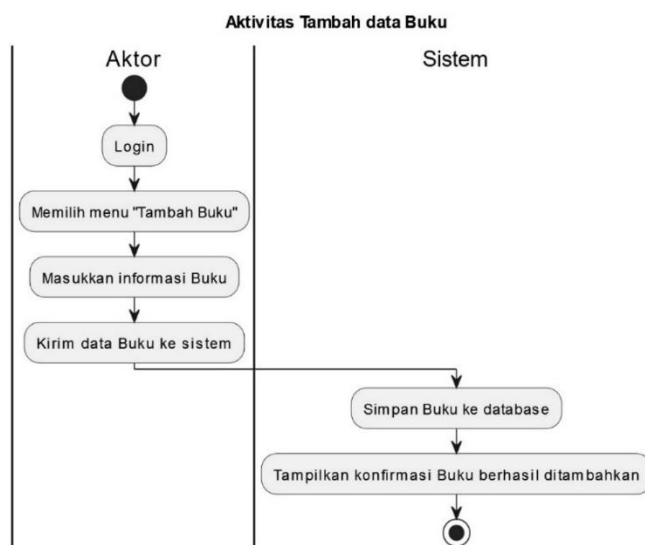 Aktivitas Tambah data Buku
Aktor
Sistem
Login
Memilih menu "Tambah Buku"
Masukkan informasi Buku
Kirim data Buku ke sistem
Simpan Buku ke database
Tampilkan konfirmasi Buku berhasil ditambahkan